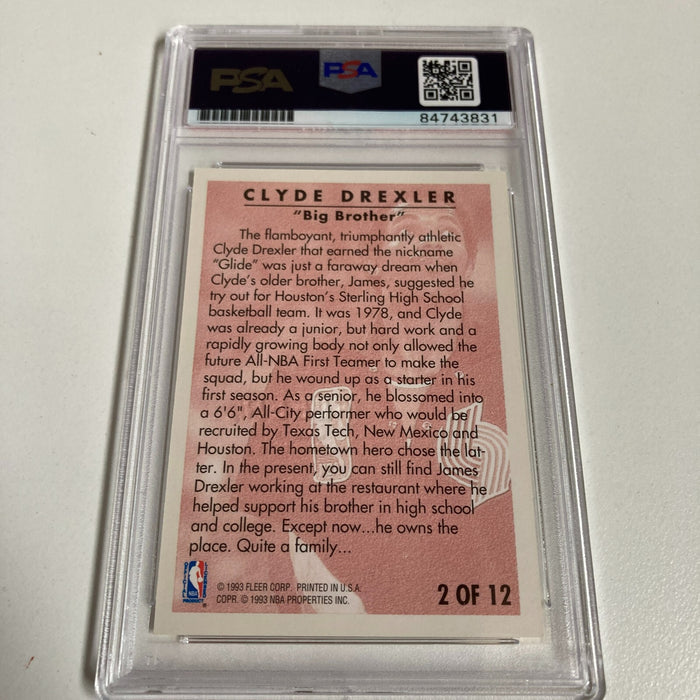 PSA
PSA
84743831
CLYDE DREXLER
"Big Brother"
The flamboyant, triumphantly athletic
Clyde Drexler that earned the nickname
"Glide" was just a faraway dream when
Clyde's older brother, James, suggested he
try out for Houston's Sterling High School
basketball team. It was 1978, and Clyde
was already a junior, but hard work and a
rapidly growing body not only allowed the
future All-NBA First Teamer to make the
squad, but he wound up as a starter in his
first season. As a senior, he blossomed into
a 6'6", All-City performer who would be
recruited by Texas Tech, New Mexico and
Houston. The hometown hero chose the lat-
ter. In the present, you can still find James
Drexler working at the restaurant where he
helped support his brother in high school
and college. Except now...he owns the
place. Quite a family...
NBA
© 1993 FLEER CORP. PRINTED IN U.S.A.
COPR. © 1993 NBA PROPERTIES INC.
2 OF 12